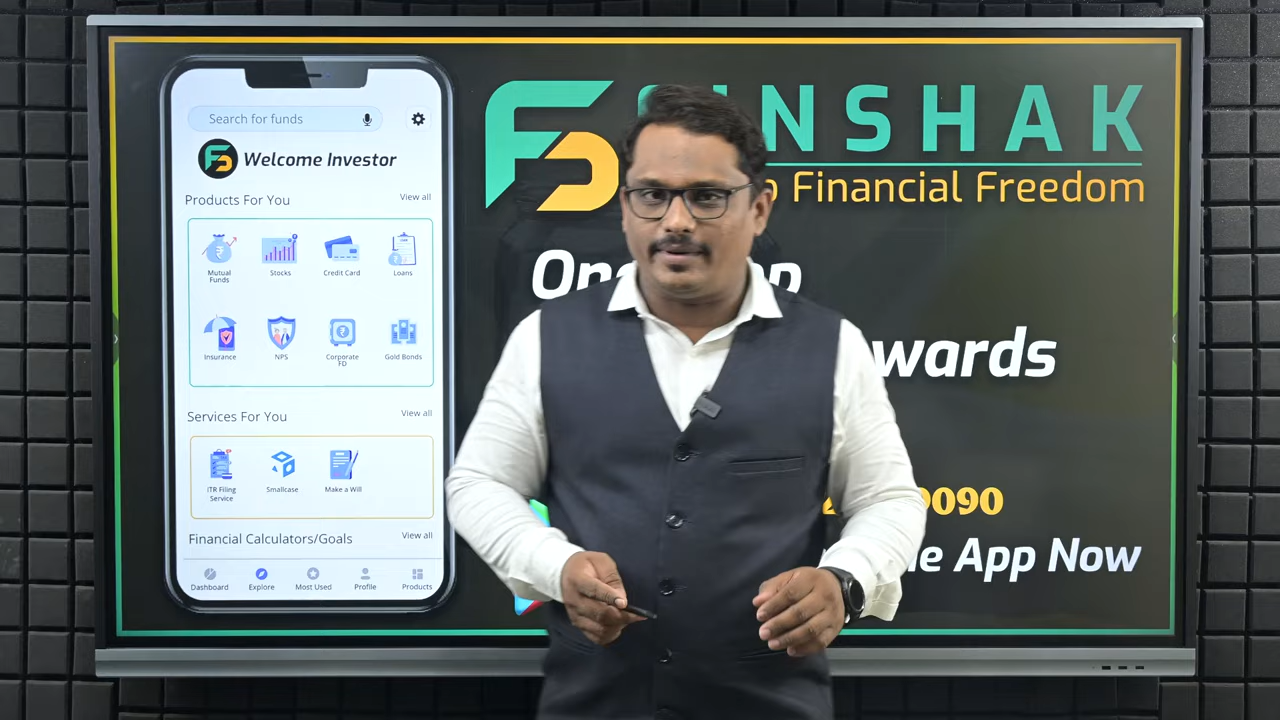 Search for funds
Welcome Investor
Products For You
View all
Mutual
Funds
Stocks
Credit Card
Loans
Insurance
NPS
Corporate
FD
Gold Bonds
Services For You
View all
ITR Filing
Service
Smallcase
Make a Will
Financial Calculators/Goals
View all
Dashboard
Explore
Most Used
Profile
Products
INSHAK
Financial Freedom
wards
9090
App Now